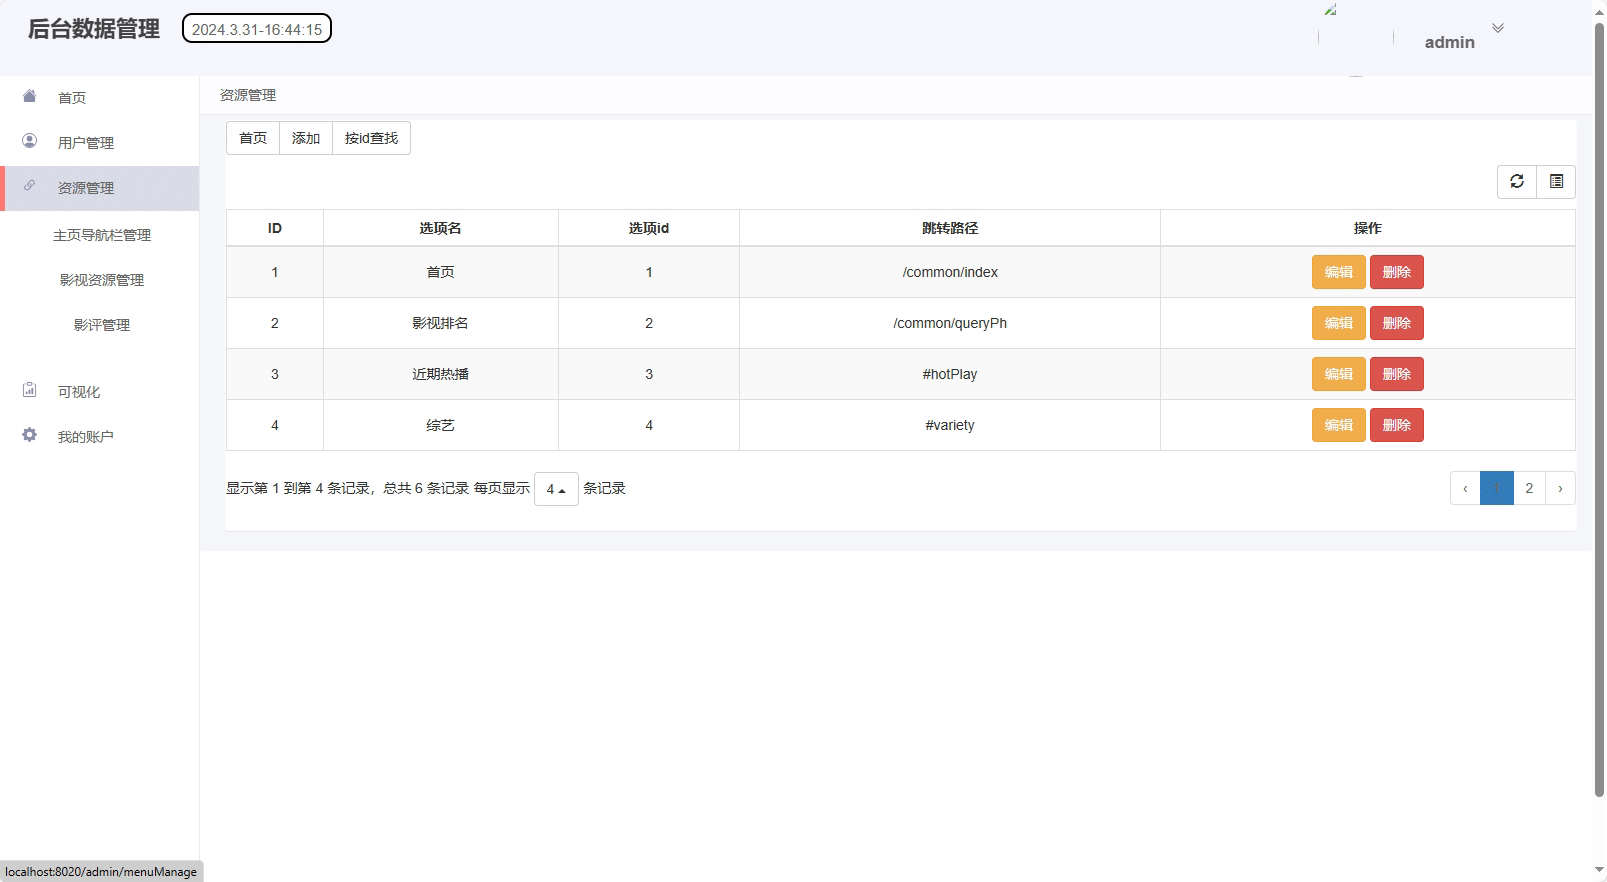 后台数据管理 2024.3.31-16:44:15
admin
首页
用户管理
资源管理
主页导航栏管理
影视资源管理
影评管理
可视化
我的账户
资源管理
首页 添加 按id查找
ID 选项名 选项id 跳转路径 操作
1 首页 1 /common/index 编辑 删除
2 影视排名 2 /common/queryPh 编辑 删除
3 近期热播 3 #hotPlay 编辑 删除
4 综艺 4 #variety 编辑 删除
显示第 1 到第 4 条记录，总共 6 条记录 每页显示 4 条记录
‹ 1 2 ›
localhost:8020/admin/menuManage